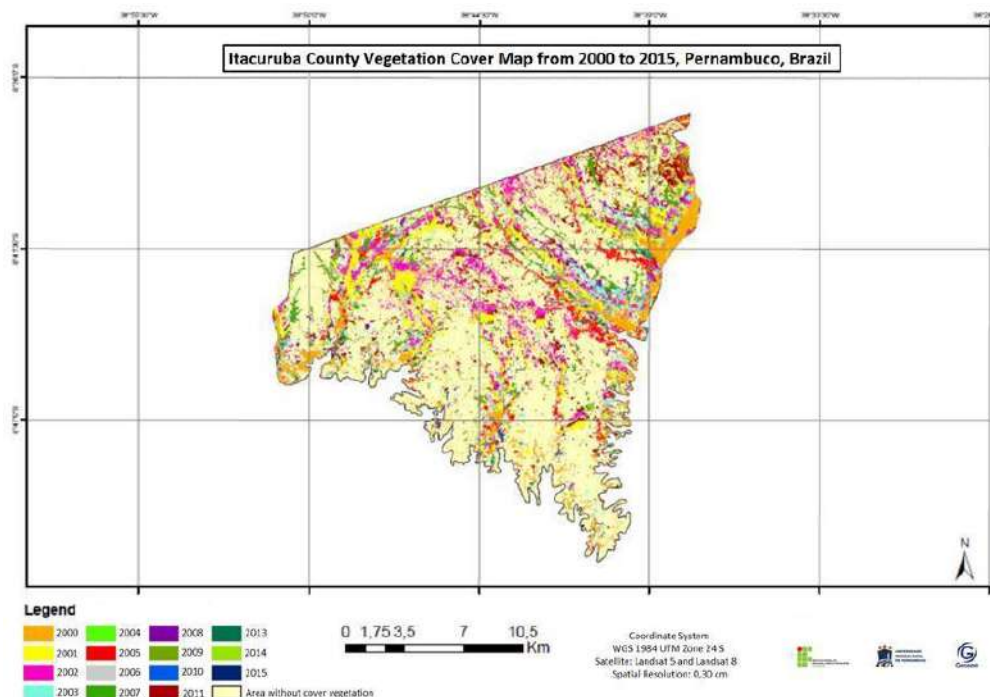 Itacuruba County Vegetation Cover Map from 2000 to 2015, Pernambuco, Brazil
N
Legend
2000 2004 2008 2013
2001 2005 2009 2014
2002 2006 2010 2015
2003 2007 2011 Area without cover vegetation
0 1,75 3,5 7 10,5
Km
Coordinate System
WGS 1984 UTM Zone 24 S
Satellite: Landsat 5 and Landsat 8
Spatial Resolution: 0,30 cm